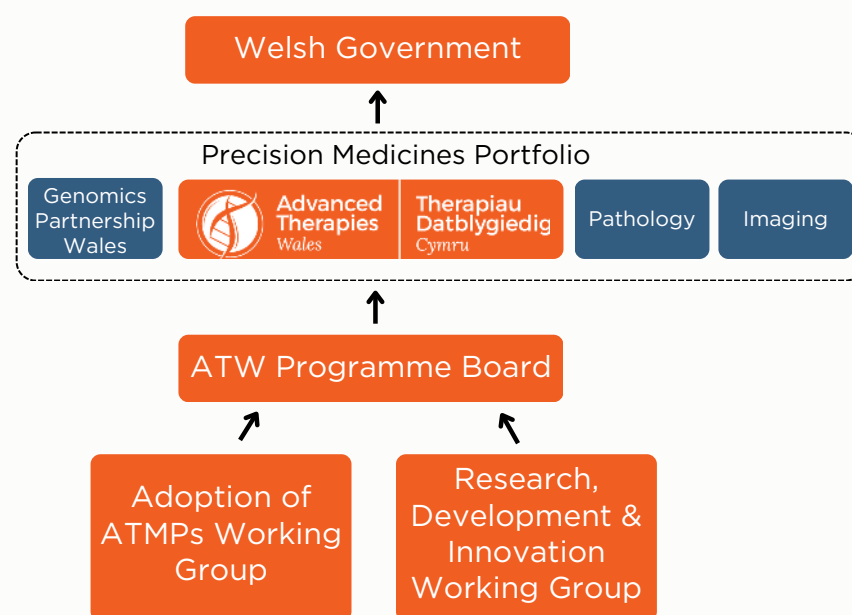 Welsh Government
Precision Medicines Portfolio
Genomics
Partnership
Wales
Advanced
Therapies
Wales
Therapiau
Datblygiedig
Cymru
Pathology
Imaging
ATW Programme Board
Adoption of
ATMPs Working
Group
Research,
Development &
Innovation
Working Group